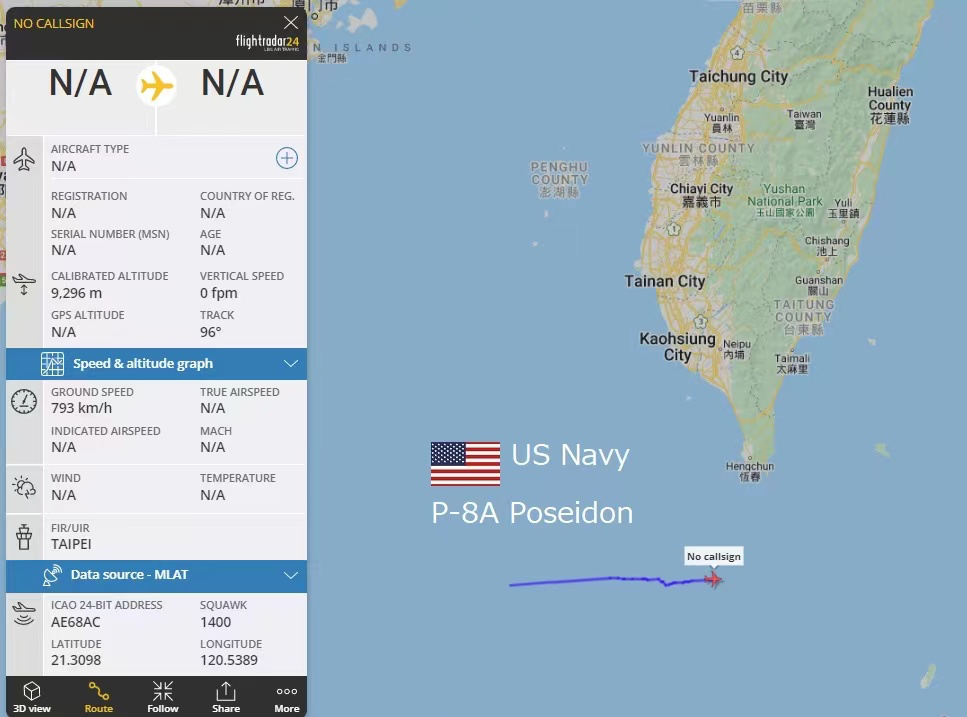 NO CALLSIGN
flightradar24
LIVE AIR TRAFFIC
N/A
N/A
AIRCRAFT TYPE
N/A
REGISTRATION
COUNTRY OF REG.
N/A
N/A
SERIAL NUMBER (MSN)
AGE
N/A
N/A
CALIBRATED ALTITUDE
VERTICAL SPEED
9,296 m
0 fpm
GPS ALTITUDE
TRACK
N/A
96°
Speed & altitude graph
GROUND SPEED
TRUE AIRSPEED
793 km/h
N/A
INDICATED AIRSPEED
MACH
N/A
N/A
WIND
TEMPERATURE
N/A
N/A
FIR/UIR
TAIPEI
Data source - MLAT
ICAO 24-BIT ADDRESS
SQUAWK
AE68AC
1400
LATITUDE
LONGITUDE
21.3098
120.5389
3D view
Route
Follow
Share
More
N ISLANDS
金門縣
苗栗縣
4
Taichung City
Hualien
County
花蓮縣
Yuanlin
員林
Taiwan
臺灣
YUNLIN COUNTY
雲林縣
PENGHU
COUNTY
澎湖縣
Chiayi City
嘉義市
Yushan
National Park
玉山國家公園
Yuli
玉里鎮
1
Chishang
池上
Tainan City
Guanshan
關山
TAITUNG
COUNTY
台東縣
3
Kaohsiung
City
Neipu
內埔
Taimali
太麻里
Hengchun
恆春
US Navy
P-8A Poseidon
No callsign